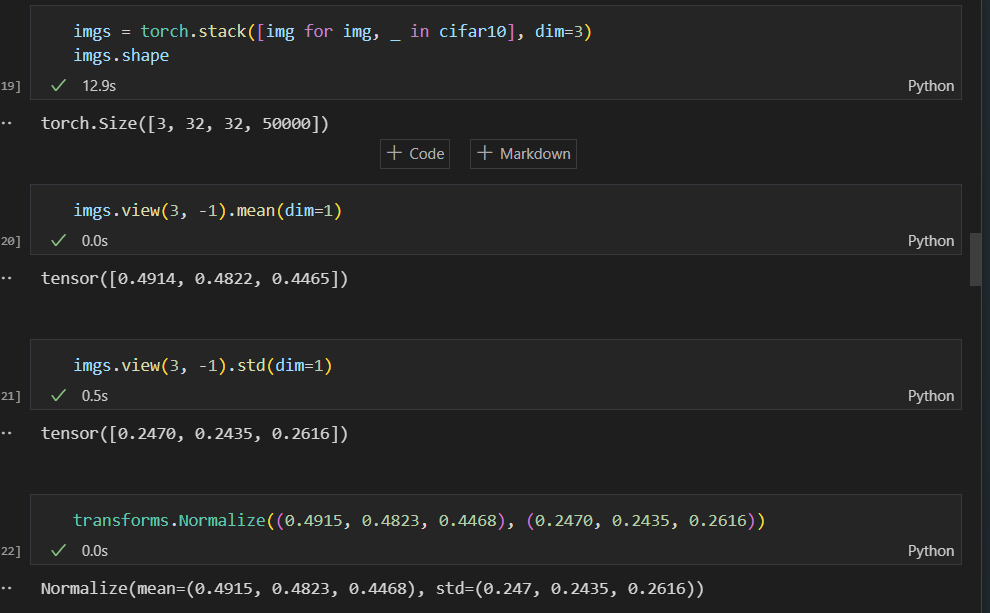 imgs = torch.stack([img for img, _ in cifar10], dim=3)
imgs.shape
19] ✓ 12.9s Python
·· torch.Size([3, 32, 32, 50000])
+ Code + Markdown
imgs.view(3, -1).mean(dim=1)
20] ✓ 0.0s Python
·· tensor([0.4914, 0.4822, 0.4465])
imgs.view(3, -1).std(dim=1)
21] ✓ 0.5s Python
·· tensor([0.2470, 0.2435, 0.2616])
transforms.Normalize((0.4915, 0.4823, 0.4468), (0.2470, 0.2435, 0.2616))
22] ✓ 0.0s Python
·· Normalize(mean=(0.4915, 0.4823, 0.4468), std=(0.247, 0.2435, 0.2616))